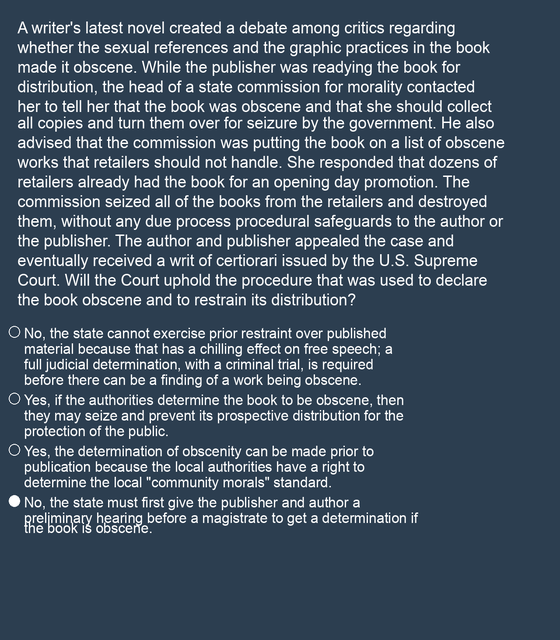 A writer's latest novel created a debate among critics regarding
whether the sexual references and the graphic practices in the book
made it obscene. While the publisher was readying the book for
distribution, the head of a state commission for morality contacted
her to tell her that the book was obscene and that she should collect
all copies and turn them over for seizure by the government. He also
advised that the commission was putting the book on a list of obscene
works that retailers should not handle. She responded that dozens of
retailers already had the book for an opening day promotion. The
commission seized all of the books from the retailers and destroyed
them, without any due process procedural safeguards to the author or
the publisher. The author and publisher appealed the case and
eventually received a writ of certiorari issued by the U.S. Supreme
Court. Will the Court uphold the procedure that was used to declare
the book obscene and to restrain its distribution?
No, the state cannot exercise prior restraint over published
material because that has a chilling effect on free speech; a
full judicial determination, with a criminal trial, is required
before there can be a finding of a work being obscene.
Yes, if the authorities determine the book to be obscene, then
they may seize and prevent its prospective distribution for the
protection of the public.
Yes, the determination of obscenity can be made prior to
publication because the local authorities have a right to
determine the local "community morals" standard.
No, the state must first give the publisher and author a
preliminary hearing before a magistrate to get a determination if
the book is obscene.